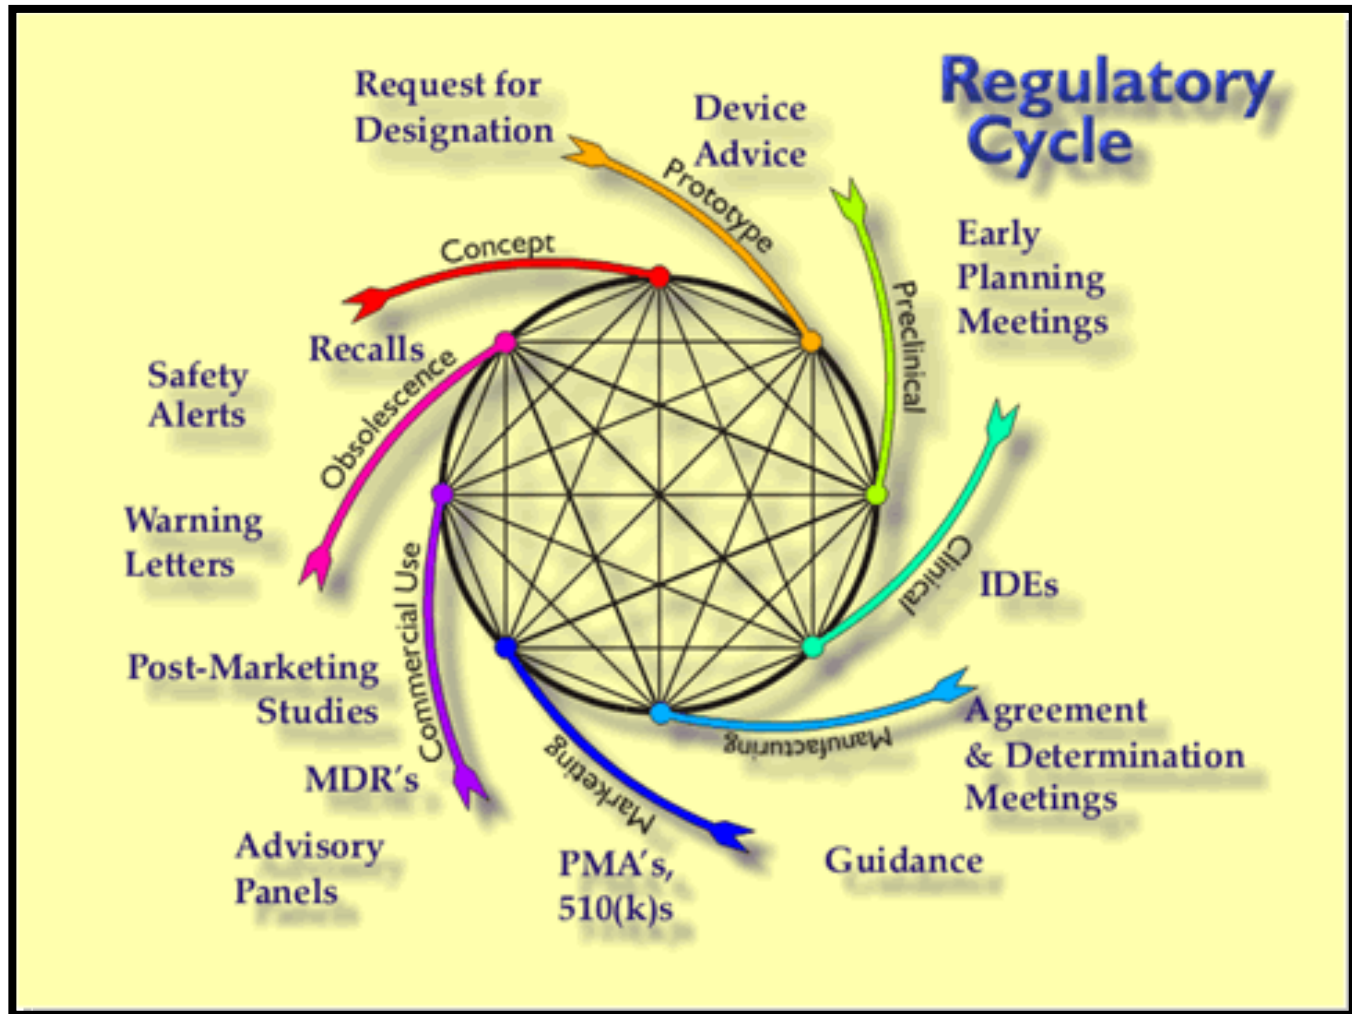 Regulatory
Cycle
Request for
Designation
Device
Advice
Prototype
Concept
Early
Planning
Meetings
Preclinical
Recalls
Safety
Alerts
Obsolescence
Warning
Letters
Clinical
IDEs
Commercial Use
Post-Marketing
Studies
Agreement
& Determination
Meetings
Manufacturing
Marketing
MDR's
Advisory
Panels
PMA's,
510(k)s
Guidance